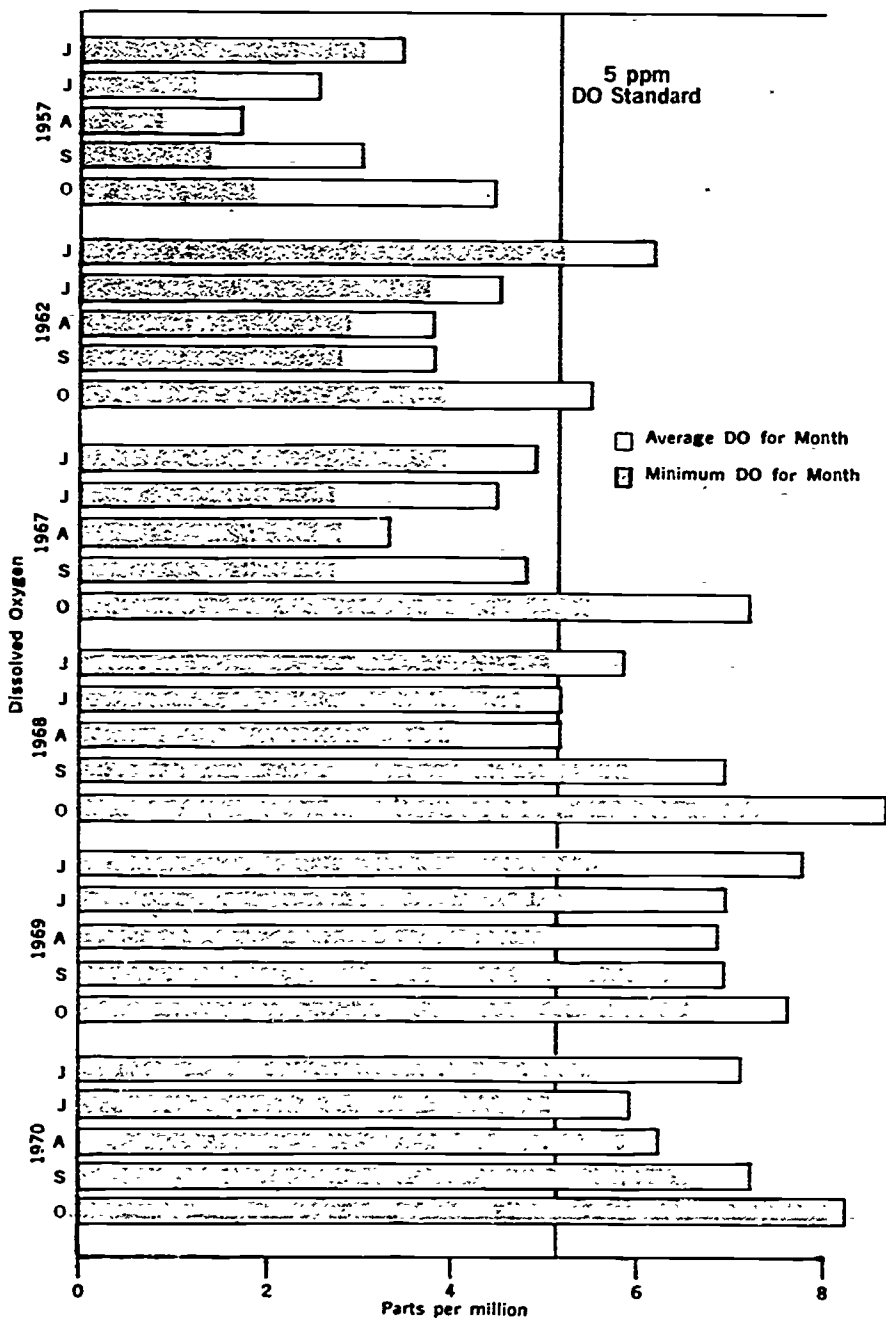 5 ppm
DO Standard
Average DO for Month
Minimum DO for Month
Dissolved Oxygen
1957
J
J
A
S
O
1962
J
J
A
S
O
1967
J
J
A
S
O
1968
J
J
A
S
O
1969
J
J
A
S
O
1970
J
J
A
S
O
0 2 4 6 8
Parts per million